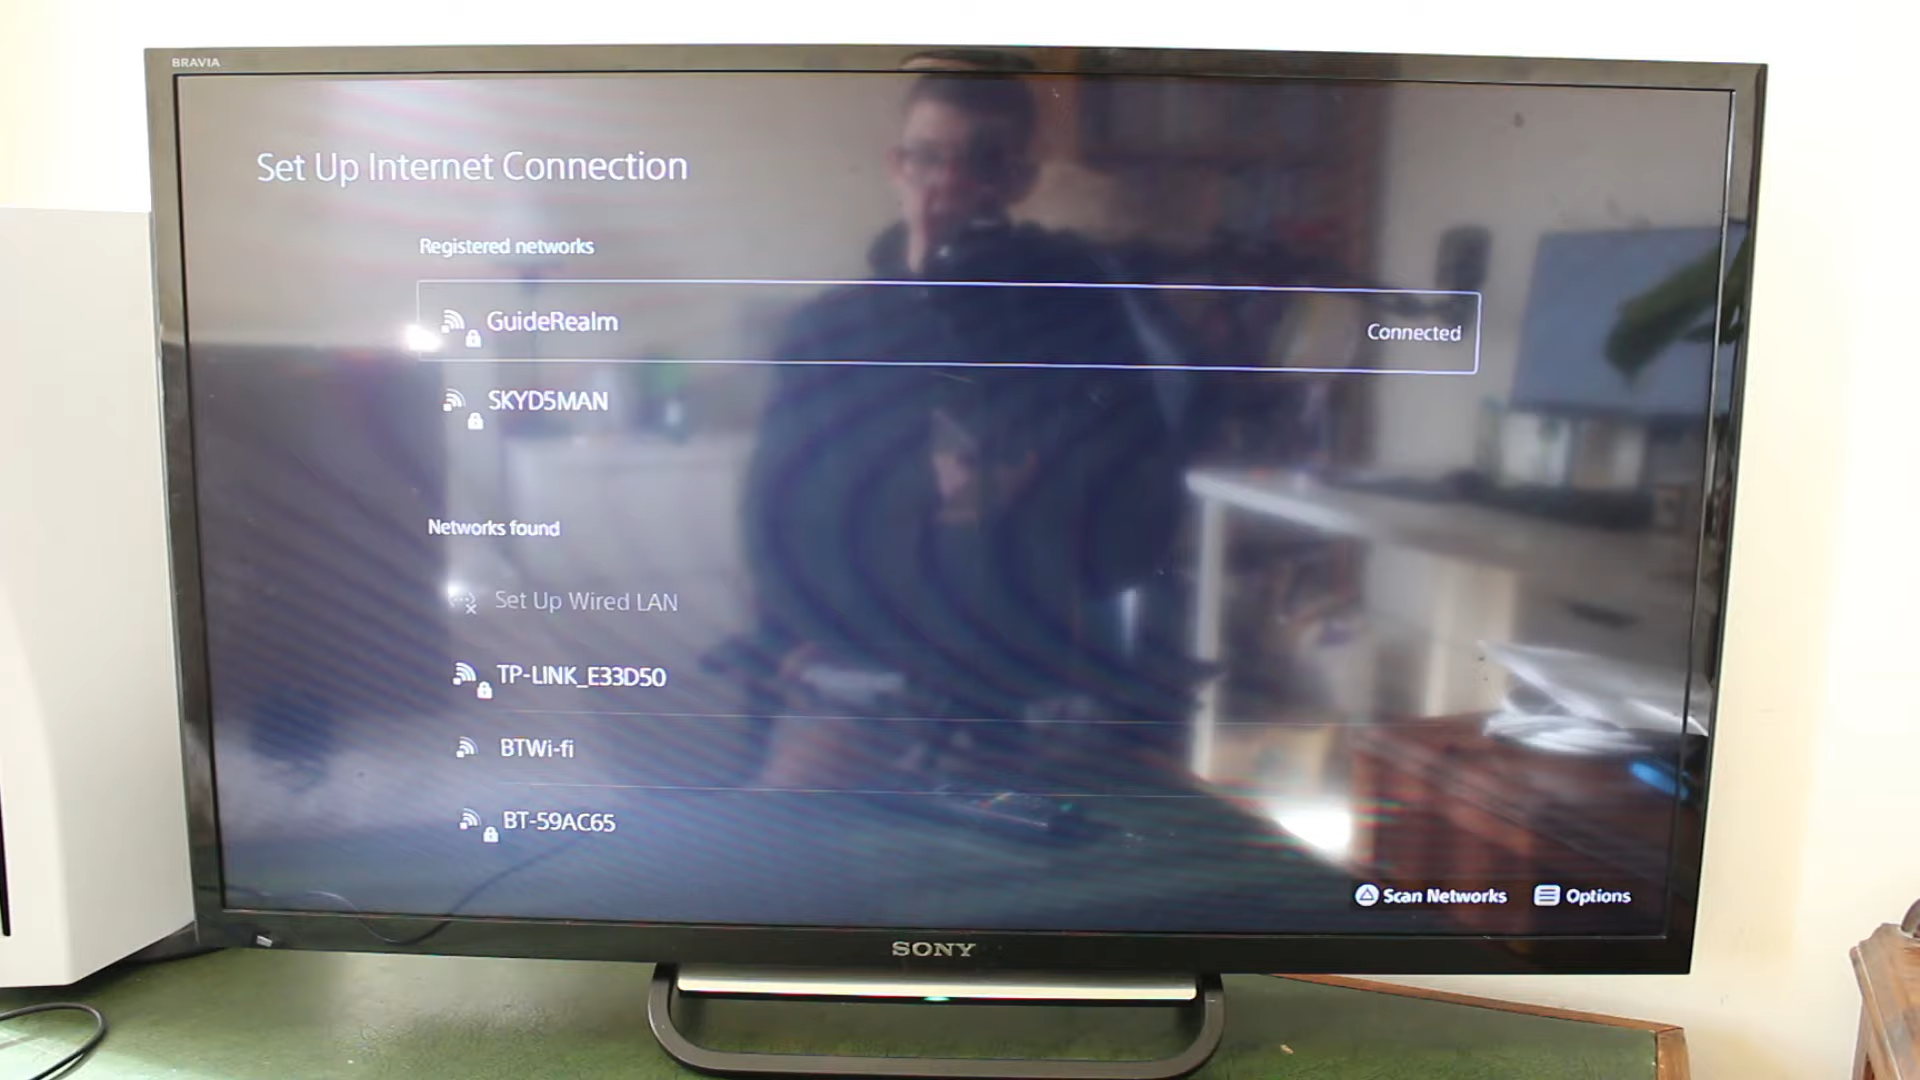 BRAVIA
Set Up Internet Connection
Registered networks
GuideRealm
Connected
SKYD5MAN
Networks found
Set Up Wired LAN
TP-LINK_E33D50
BTWi-fi
BT-59AC65
Scan Networks
Options
SONY